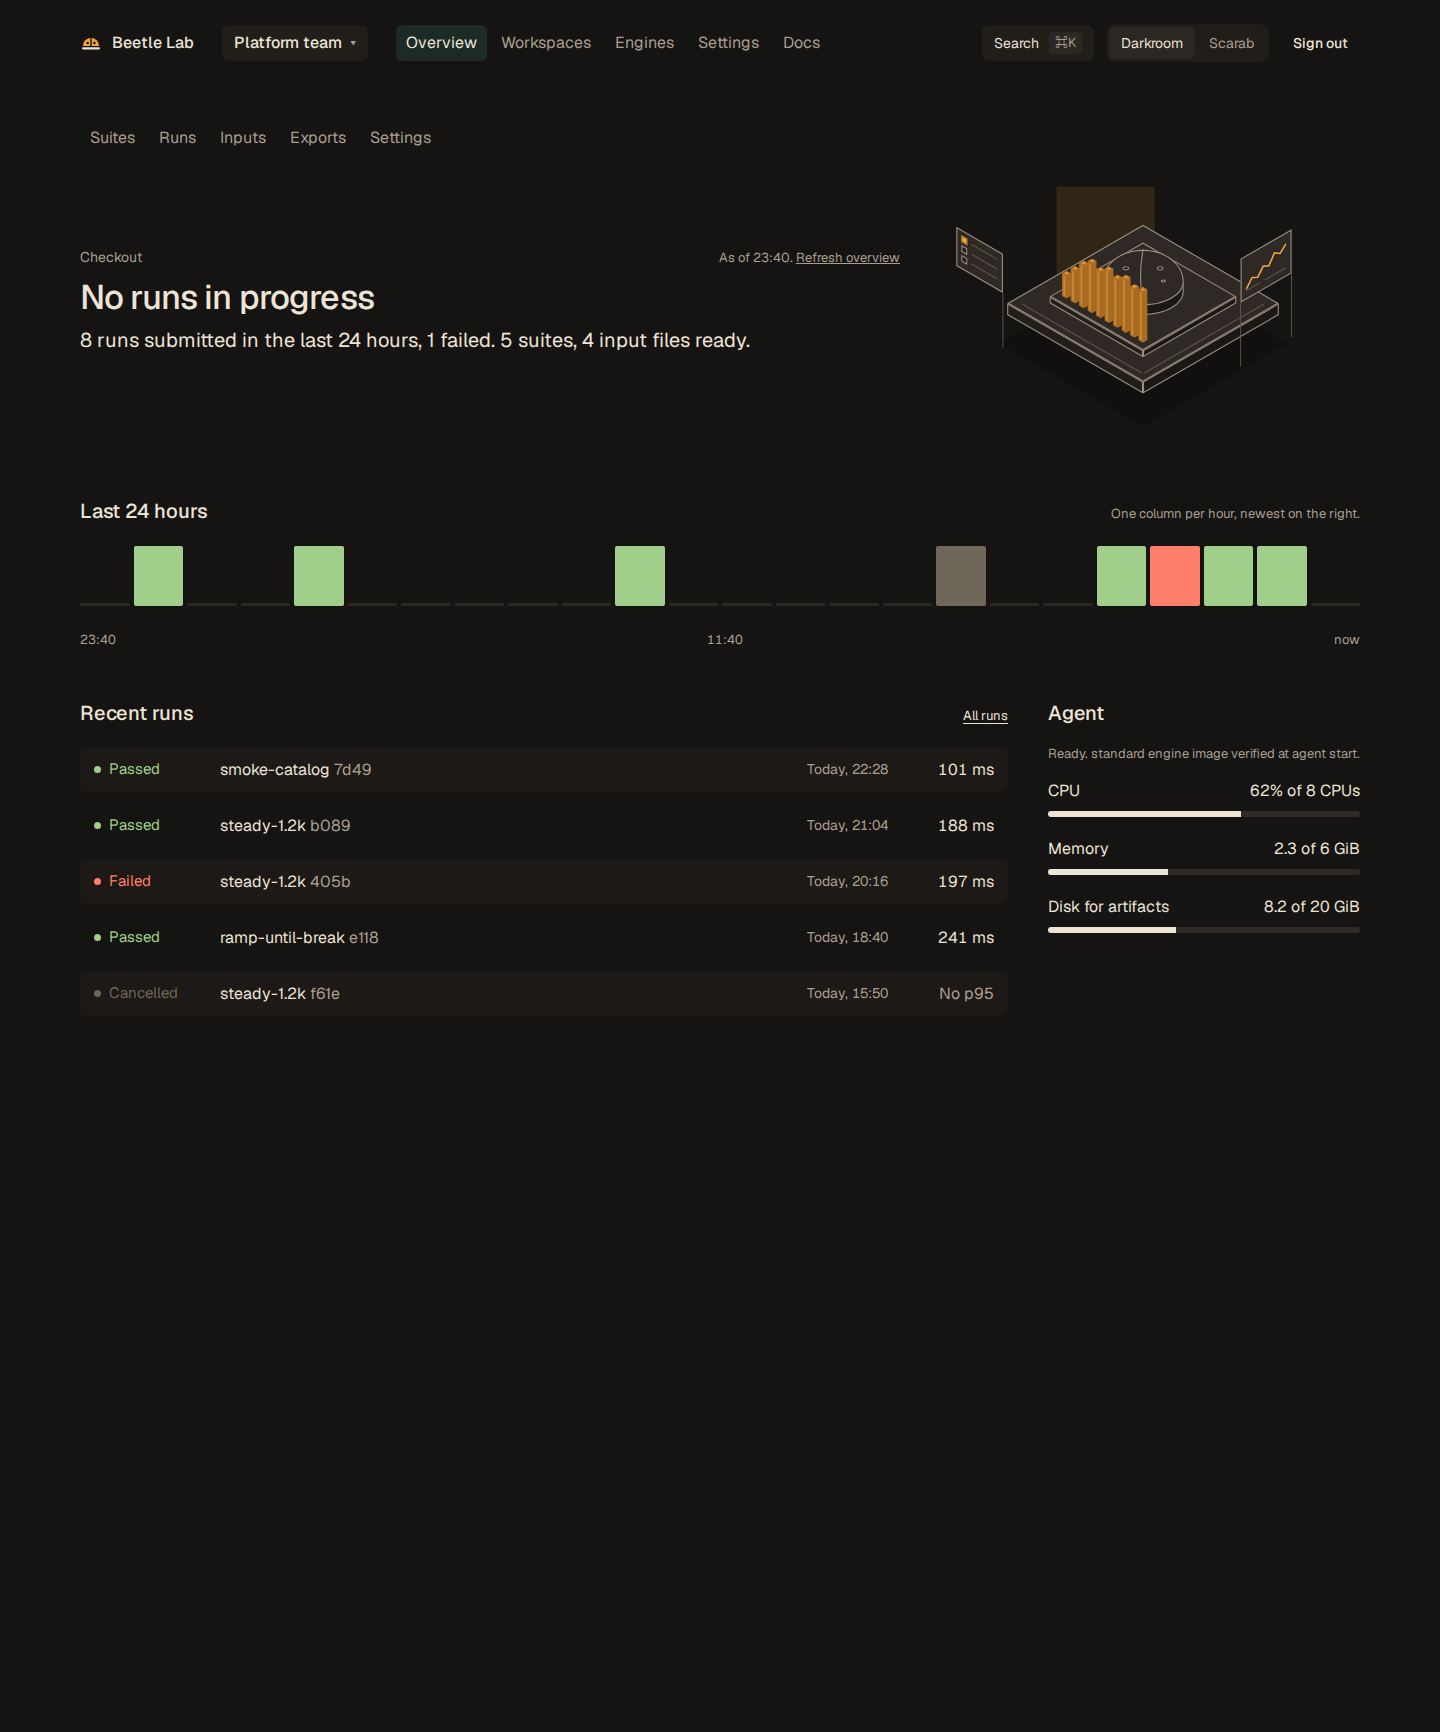 Beetle Lab
Platform team
Overview
Workspaces
Engines
Settings
Docs
Search ⌘K
Darkroom
Scarab
Sign out
Suites
Runs
Inputs
Exports
Settings
Checkout
As of 23:40. Refresh overview
No runs in progress
8 runs submitted in the last 24 hours, 1 failed. 5 suites, 4 input files ready.
Last 24 hours
One column per hour, newest on the right.
23:40
11:40
now
Recent runs
All runs
Passed smoke-catalog 7d49 Today, 22:28 101 ms
Passed steady-1.2k b089 Today, 21:04 188 ms
Failed steady-1.2k 405b Today, 20:16 197 ms
Passed ramp-until-break e118 Today, 18:40 241 ms
Cancelled steady-1.2k f61e Today, 15:50 No p95
Agent
Ready. standard engine image verified at agent start.
CPU 62% of 8 CPUs
Memory 2.3 of 6 GiB
Disk for artifacts 8.2 of 20 GiB